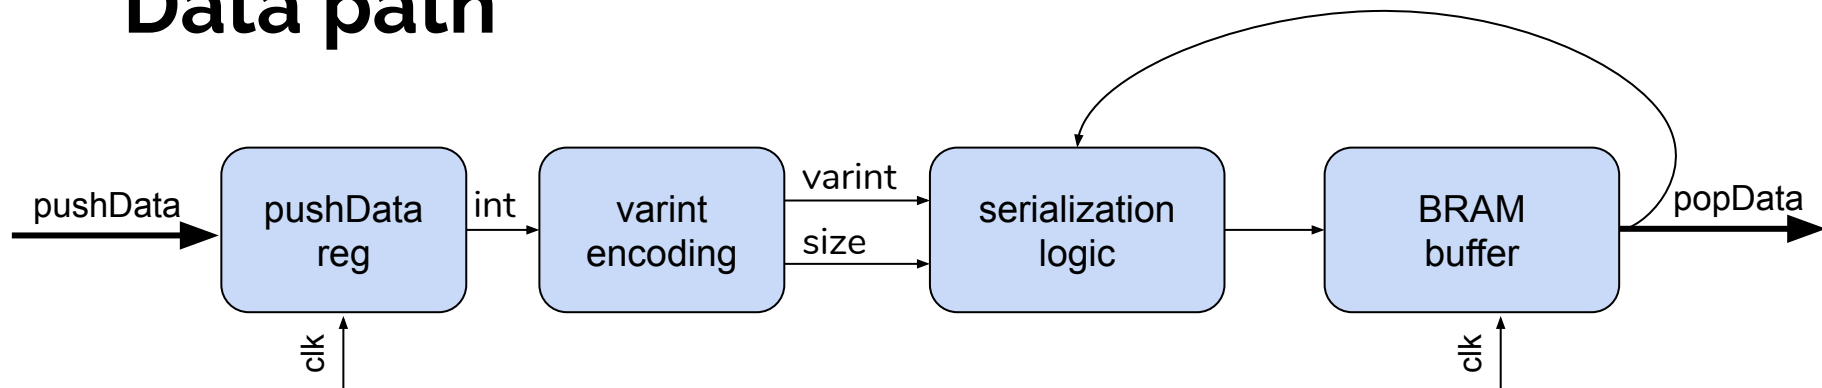 Data path
pushData
pushData
reg
int
varint
encoding
varint
size
serialization
logic
BRAM
buffer
popData
clk
clk